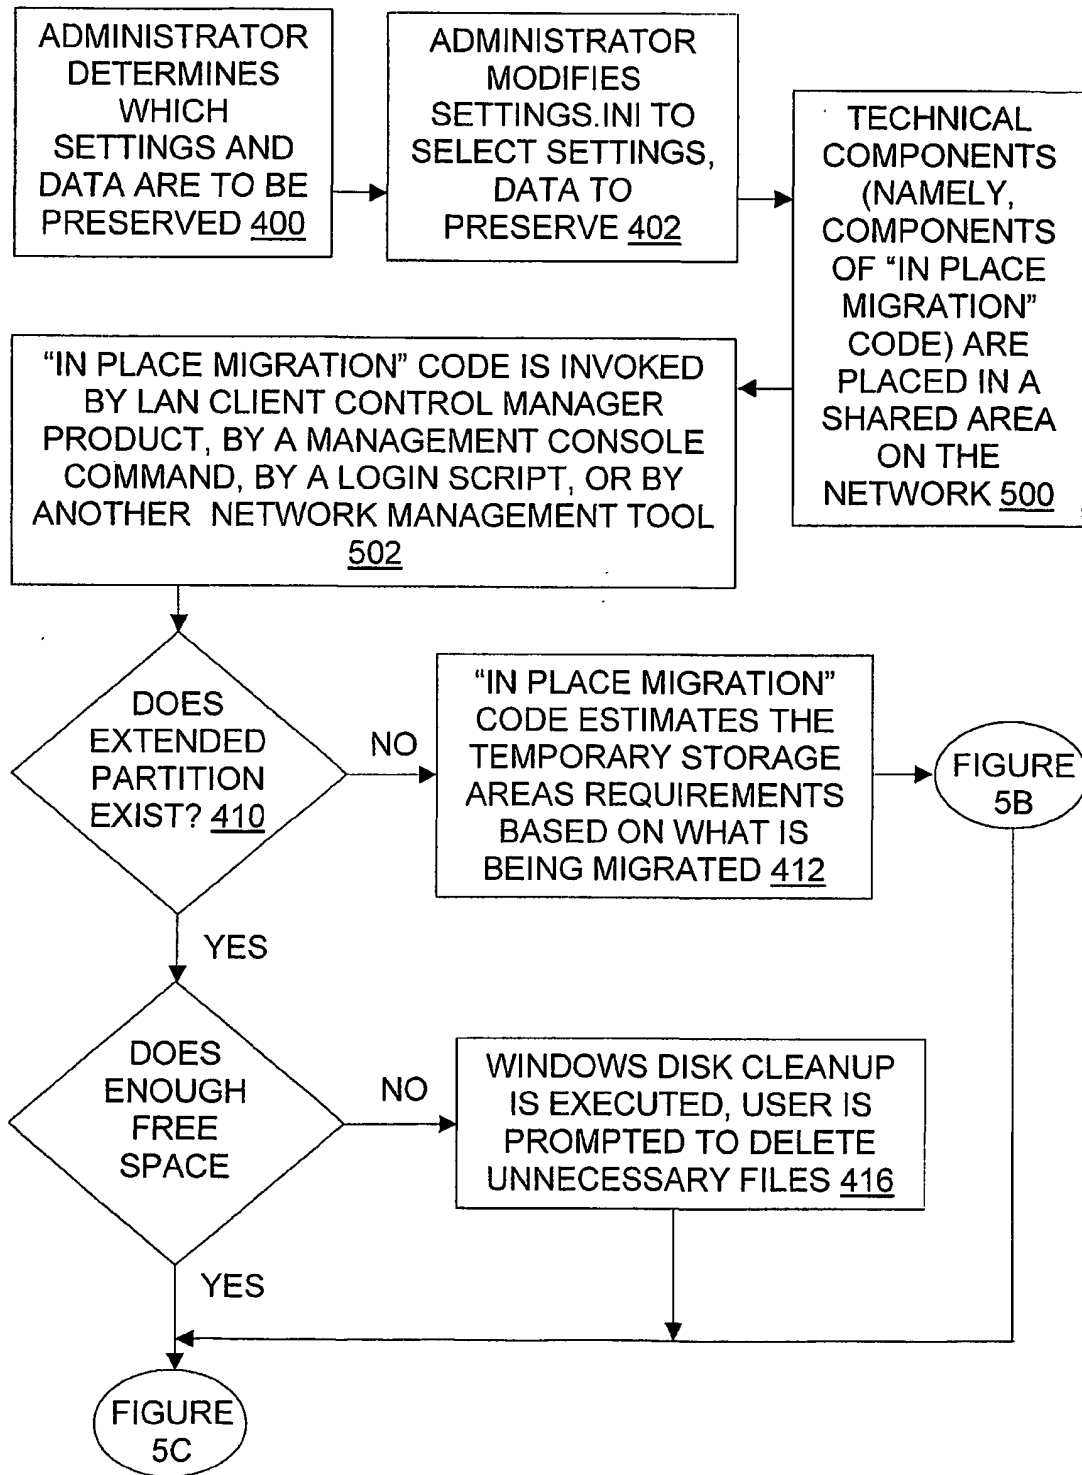 ADMINISTRATOR
DETERMINES
WHICH
SETTINGS AND
DATA ARE TO BE
PRESERVED 400
ADMINISTRATOR
MODIFIES
SETTINGS.INI TO
SELECT SETTINGS,
DATA TO
PRESERVE 402
TECHNICAL
COMPONENTS
(NAMELY,
COMPONENTS
OF “IN PLACE
MIGRATION”
CODE) ARE
PLACED IN A
SHARED AREA
ON THE
NETWORK 500
“IN PLACE MIGRATION” CODE IS INVOKED
BY LAN CLIENT CONTROL MANAGER
PRODUCT, BY A MANAGEMENT CONSOLE
COMMAND, BY A LOGIN SCRIPT, OR BY
ANOTHER NETWORK MANAGEMENT TOOL
502
DOES
EXTENDED
PARTITION
EXIST? 410
NO
“IN PLACE MIGRATION”
CODE ESTIMATES THE
TEMPORARY STORAGE
AREAS REQUIREMENTS
BASED ON WHAT IS
BEING MIGRATED 412
FIGURE
5B
YES
DOES
ENOUGH
FREE
SPACE
NO
WINDOWS DISK CLEANUP
IS EXECUTED, USER IS
PROMPTED TO DELETE
UNNECESSARY FILES 416
YES
FIGURE
5C